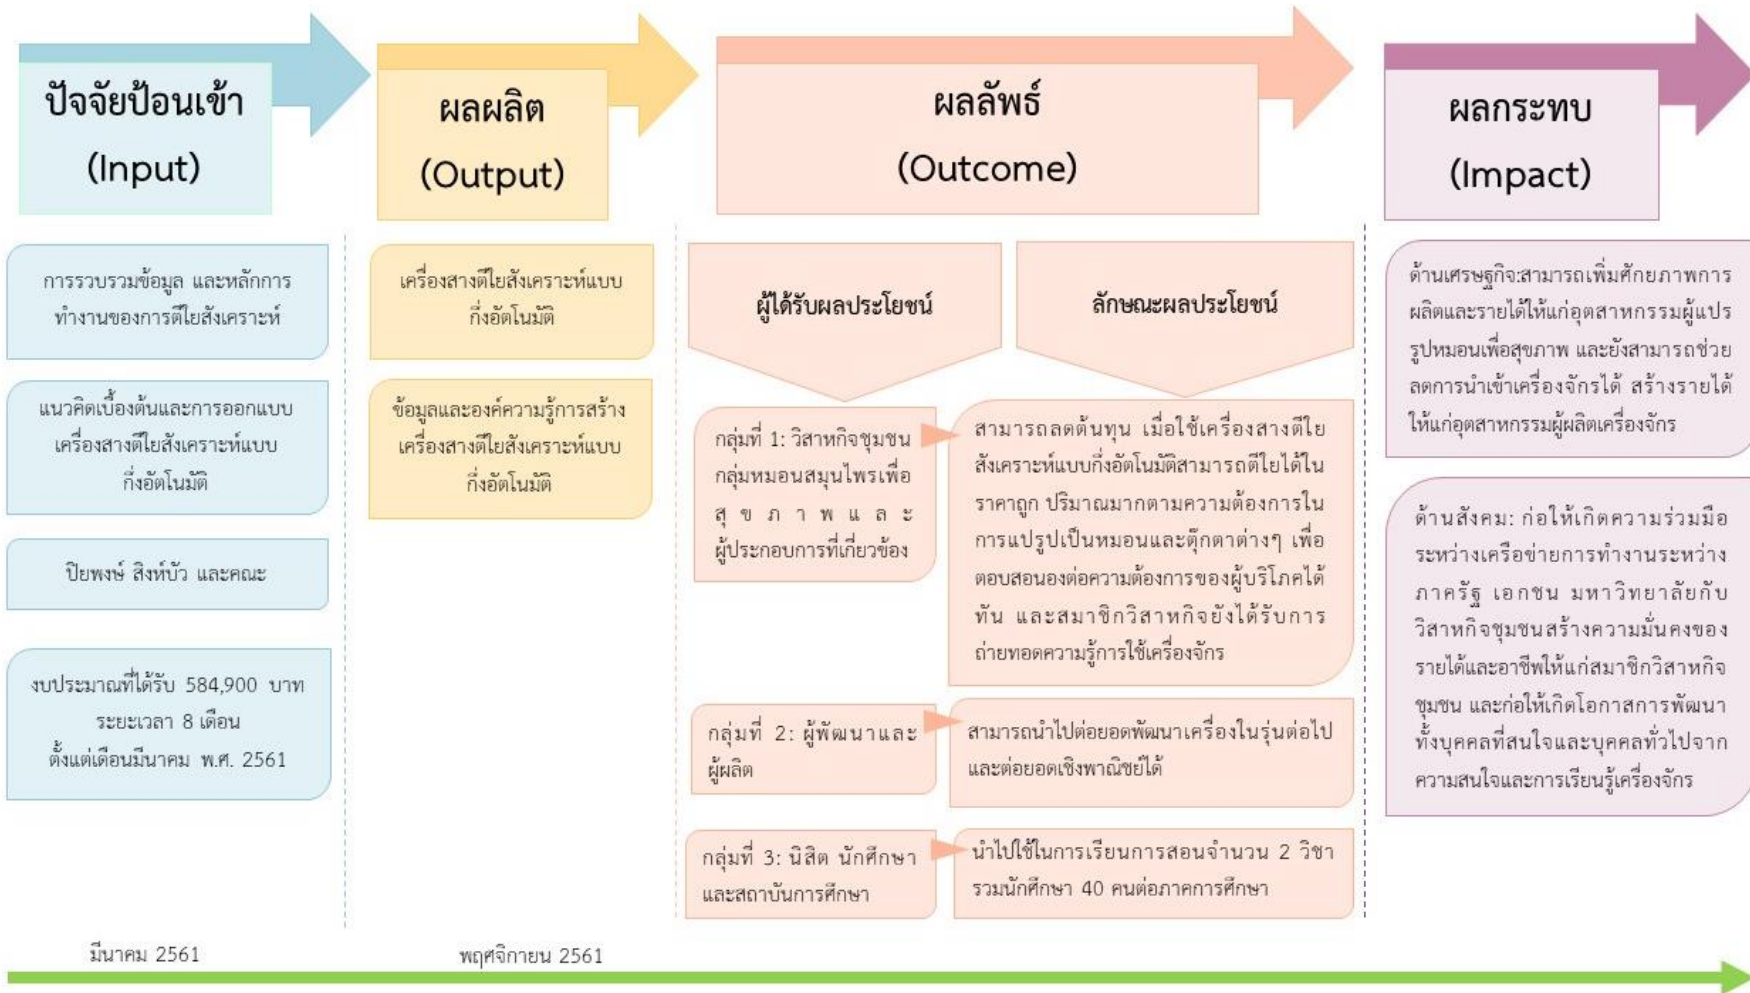 ปัจจัยป้อนเข้า
(Input)
ผลผลิต
(Output)
ผลลัพธ์
(Outcome)
ผลกระทบ
(Impact)
การรวบรวมข้อมูล และหลักการ
ทำงานของการตีใยสังเคราะห์
แนวคิดเบื้องต้นและการออกแบบ
เครื่องสางตีใยสังเคราะห์แบบ
กึ่งอัตโนมัติ
ปิยพงษ์ สิงห์บัว และคณะ
งบประมาณที่ได้รับ 584,900 บาท
ระยะเวลา 8 เดือน
ตั้งแต่เดือนมีนาคม พ.ศ. 2561
เครื่องสางตีใยสังเคราะห์แบบ
กึ่งอัตโนมัติ
ข้อมูลและองค์ความรู้การสร้าง
เครื่องสางตีใยสังเคราะห์แบบ
กึ่งอัตโนมัติ
ผู้ได้รับผลประโยชน์
ลักษณะผลประโยชน์
กลุ่มที่ 1: วิสาหกิจชุมชน
กลุ่มหมอนสมุนไพรเพื่อ
สุ ข ภ า พ แ ล ะ
ผู้ประกอบการที่เกี่ยวข้อง
สามารถลดต้นทุน เมื่อใช้เครื่องสางตีใย
สังเคราะห์แบบกึ่งอัตโนมัติสามารถตีใยได้ใน
ราคาถูก ปริมาณมากตามความต้องการใน
การแปรูปเป็นหมอนและตุ๊กตาต่างๆ เพื่อ
ตอบสอนองต่อความต้องการของผู้บริโภคได้
ทัน และสมาชิกวิสาหกิจยังได้รับการ
ถ่ายทอดความรู้การใช้เครื่องจักร
กลุ่มที่ 2: ผู้พัฒนาและ
ผู้ผลิต
สามารถนำไปต่อยอดพัฒนาเครื่องในรุ่นต่อไป
และต่อยอดเชิงพาณิชย์ได้
กลุ่มที่ 3: นิสิต นักศึกษา
และสถาบันการศึกษา
นำไปใช้ในการเรียนการสอนจำนวน 2 วิชา
รวมนักศึกษา 40 คนต่อภาคการศึกษา
ด้านเศรษฐกิจ:สามารถเพิ่มศักยภาพการ
ผลิตและรายได้ให้แก่อุตสาหกรรมผู้แปร
รูปหมอนเพื่อสุขภาพ และยังสามารถช่วย
ลดการนำเข้าเครื่องจักรได้ สร้างรายได้
ให้แก่อุตสาหกรรมผู้ผลิตเครื่องจักร
ด้านสังคม: ก่อให้เกิดความร่วมมือ
ระหว่างเครือข่ายการทำงานระหว่าง
ภาครัฐ เอกชน มหาวิทยาลัยกับ
วิสาหกิจชุมชนสร้างความมั่นคงของ
รายได้และอาชีพให้แก่สมาชิกวิสาหกิจ
ชุมชน และก่อให้เกิดโอกาสการพัฒนา
ทั้งบุคคลที่สนใจและบุคคลทั่วไปจาก
ความสนใจและการเรียนรู้เครื่องจักร
มีนาคม 2561
พฤศจิกายน 2561